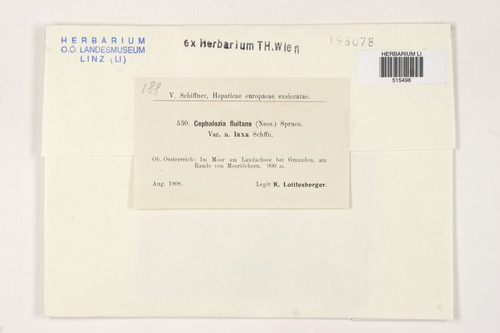 HERBARIUM
O.Ö. LANDESMUSEUM
LINZ (LI)
ex Herbarium TH.Wien
198078
HERBARIUM LI
515498
188
V. Schiffner, Hepaticae europaeae exsiccatae.
530. Cephalozia fluitans (Nees.) Spruce.
Var. n. laxa Schffn.
Ob. Oesterreich: Im Moor am Laudachsee bei Gmunden, am
Rande von Moorlöchern. 900 m.
Aug. 1908.
Legit K. Loitlesberger.